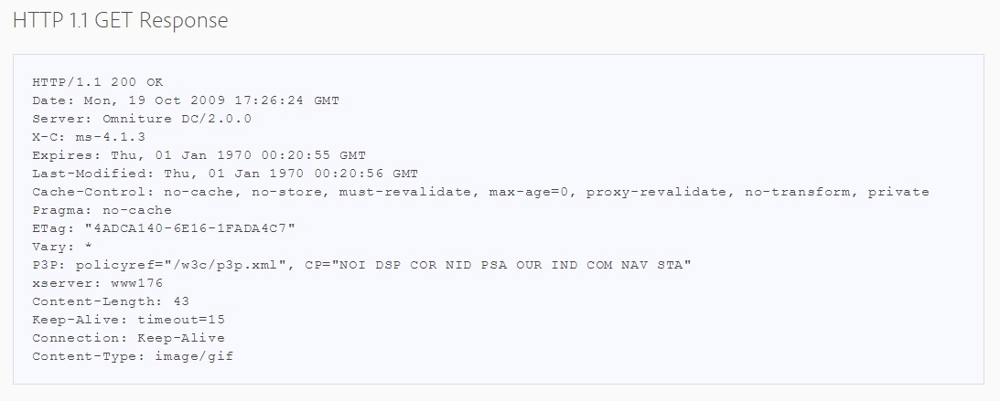 HTTP 1.1 GET Response
HTTP/1.1 200 OK
Date: Mon, 19 Oct 2009 17:26:24 GMT
Server: Omniture DC/2.0.0
X-C: ms-4.1.3
Expires: Thu, 01 Jan 1970 00:20:55 GMT
Last-Modified: Thu, 01 Jan 1970 00:20:56 GMT
Cache-Control: no-cache, no-store, must-revalidate, max-age=0, proxy-revalidate, no-transform, private
Pragma: no-cache
ETag: "4ADCA140-6E16-1FADA4C7"
Vary: *
P3P: policyref="/w3c/p3p.xml", CP="NOI DSP COR NID PSA OUR IND COM NAV STA"
xserver: www176
Content-Length: 43
Keep-Alive: timeout=15
Connection: Keep-Alive
Content-Type: image/gif